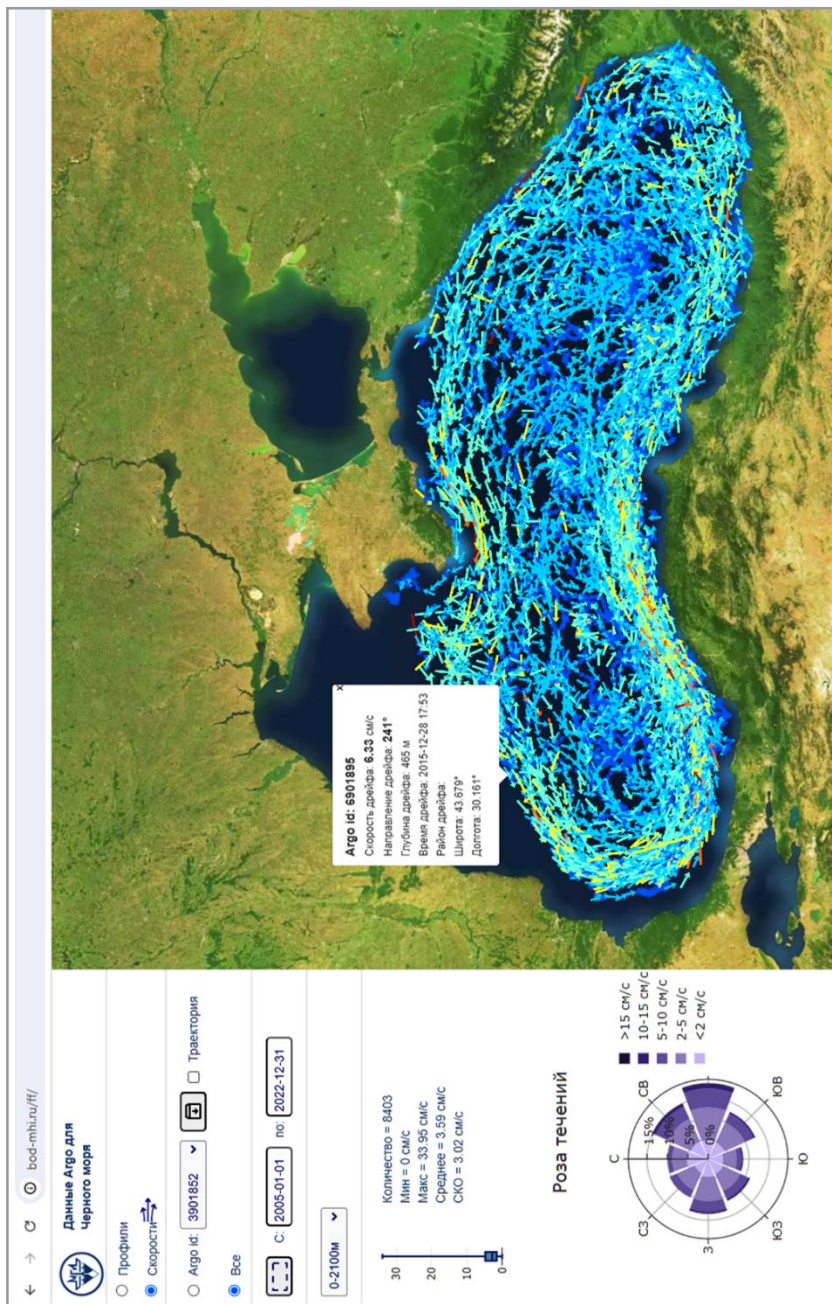 bod-mhi.ru/ff/
Данные Argo для
Черного моря
Профили
Скорости
Argo id: 3901852
Траектория
Все
С: 2005-01-01 по: 2022-12-31
0-2100м
34
0
Количество = 8403
Мин = 0 см/с
Макс = 33.95 см/с
Среднее = 3.59 см/с
СКО = 3.02 см/с
Роза течений
С
СВ
В
ЮВ
Ю
ЮЗ
З
СЗ
15%
10%
5%
0%
>15 см/с
10-15 см/с
5-10 см/с
2-5 см/с
<2 см/с
x
Argo id: 6901895
Скорость дрейфа: 6.33 см/с
Направление дрейфа: 241°
Глубина дрейфа: 465 м
Время дрейфа: 2015-12-28 17:53
Район дрейфа:
Широта: 43.679°
Долгота: 30.161°